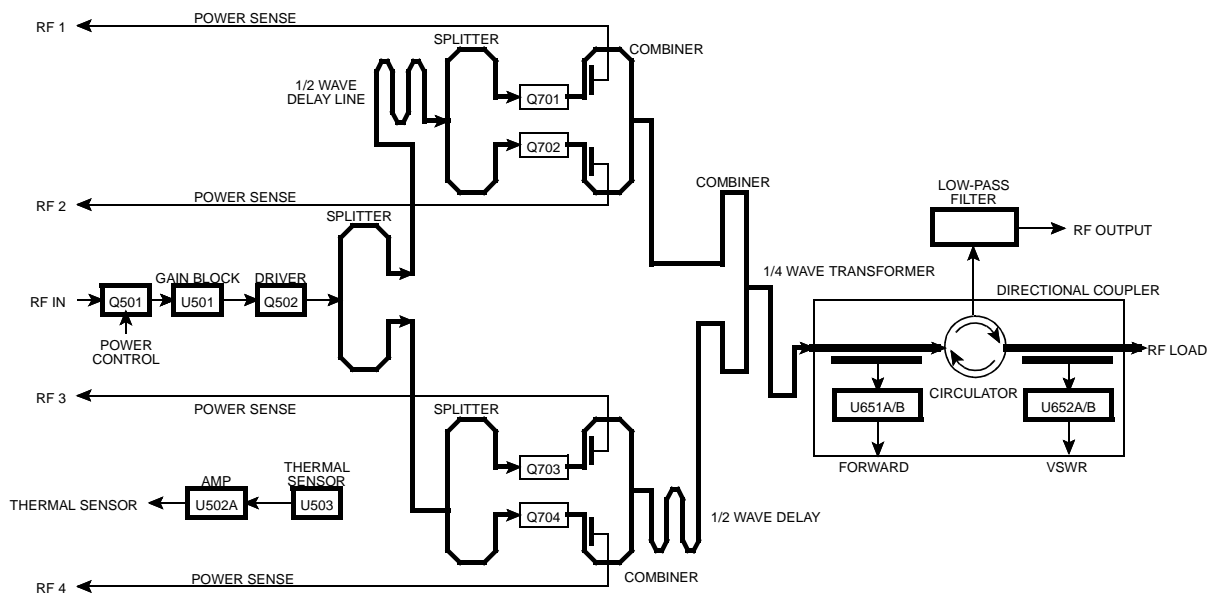 RF 1
POWER SENSE
SPLITTER
COMBINER
1/2 WAVE
DELAY LINE
Q701
Q702
RF 2
POWER SENSE
SPLITTER
COMBINER
LOW-PASS
FILTER
RF OUTPUT
GAIN BLOCK
DRIVER
RF IN
Q501
U501
Q502
POWER
CONTROL
1/4 WAVE TRANSFORMER
DIRECTIONAL COUPLER
RF LOAD
CIRCULATOR
U651A/B
U652A/B
FORWARD
VSWR
RF 3
POWER SENSE
SPLITTER
Q703
Q704
THERMAL
SENSOR
AMP
THERMAL SENSOR
U502A
U503
1/2 WAVE DELAY
COMBINER
RF 4
POWER SENSE